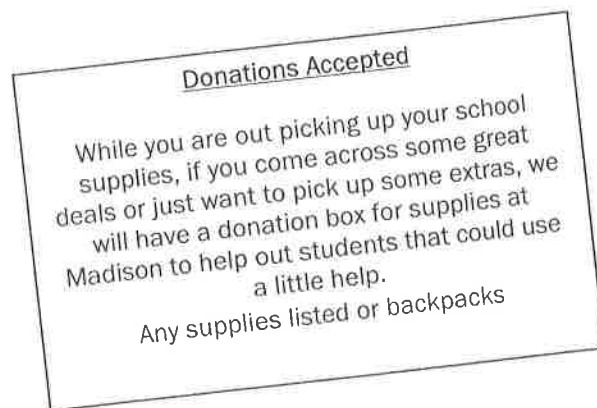 Donations Accepted
While you are out picking up your school
supplies, if you come across some great
deals or just want to pick up some extras, we
will have a donation box for supplies at
Madison to help out students that could use
a little help.
Any supplies listed or backpacks